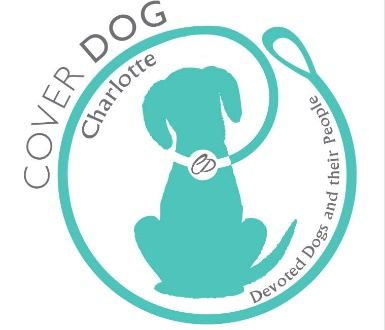 COVER DOG
Charlotte
Devoted Dogs and their People